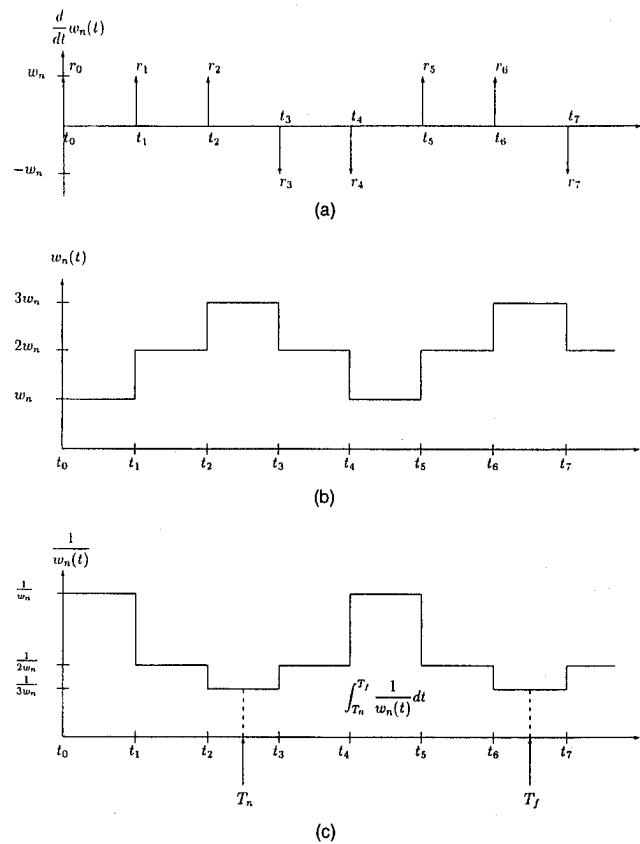 d/dt w_n(t)
w_n r_0 r_1 r_2 r_5 r_6
t_3 t_4 t_7
t_0 t_1 t_2 t_5 t_6
-w_n r_3 r_4 r_7
(a)
w_n(t)
3w_n
2w_n
w_n
t_0 t_1 t_2 t_3 t_4 t_5 t_6 t_7
(b)
1/w_n(t)
1/w_n
1/2w_n
1/3w_n
∫_{T_n}^{T_f} 1/w_n(t) dt
t_0 t_1 t_2 t_3 t_4 t_5 t_6 t_7
T_n T_f
(c)